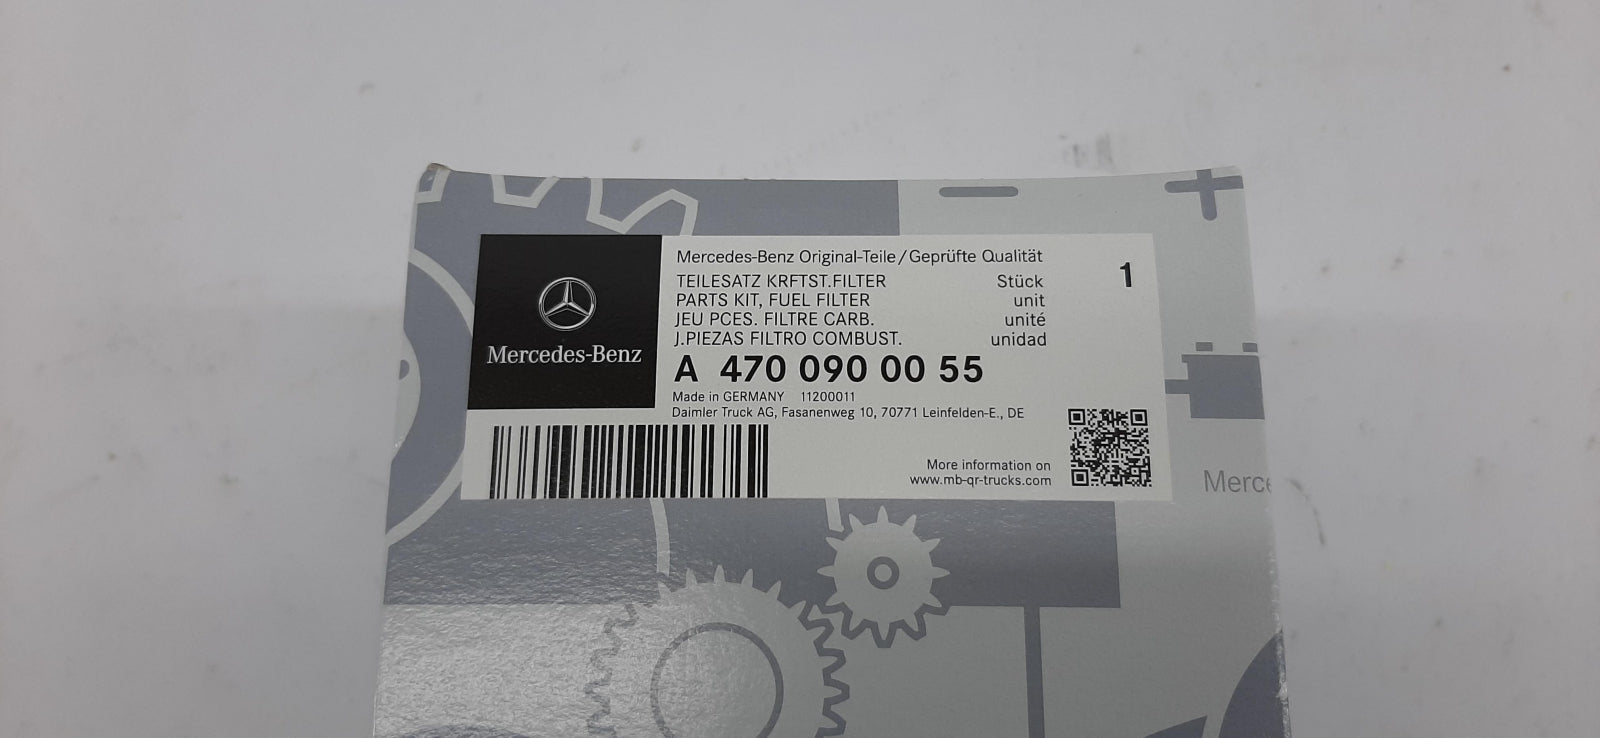 Mercedes-Benz
Mercedes-Benz Original-Teile/Geprüfte Qualität
TEILESATZ KRFTST.FILTER Stück 1
PARTS KIT, FUEL FILTER unit
JEU PCES. FILTRE CARB. unité
J.PIEZAS FILTRO COMBUST. unidad
A 470 090 00 55
Made in GERMANY 11200011
Daimler Truck AG, Fasanenweg 10, 70771 Leinfelden-E., DE
More information on
www.mb-qr-trucks.com
Merce